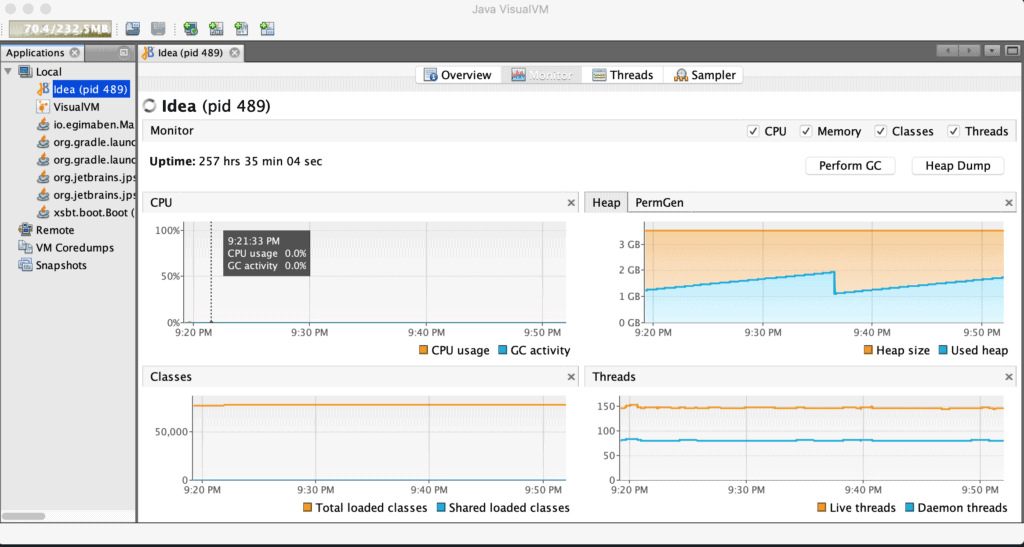 Java VisualVM
70.4/232.5MB
Applications
Idea (pid 489)
Local
Idea (pid 489)
VisualVM
io.egimaben.Ma
org.gradle.laun
org.gradle.laun
org.jetbrains.jps
org.jetbrains.jps
xsbt.boot.Boot (
Remote
VM Coredumps
Snapshots
Overview Monitor Threads Sampler
Idea (pid 489)
Monitor
CPU Memory Classes Threads
Uptime: 257 hrs 35 min 04 sec
Perform GC Heap Dump
CPU
100%
50%
0%
9:21:33 PM
CPU usage 0.0%
GC activity 0.0%
9:20 PM 9:30 PM 9:40 PM 9:50 PM
CPU usage GC activity
Heap PermGen
3 GB
2 GB
1 GB
0 GB
9:20 PM 9:30 PM 9:40 PM 9:50 PM
Heap size Used heap
Classes
50,000
0
9:20 PM 9:30 PM 9:40 PM 9:50 PM
Total loaded classes Shared loaded classes
Threads
150
100
50
0
9:20 PM 9:30 PM 9:40 PM 9:50 PM
Live threads Daemon threads